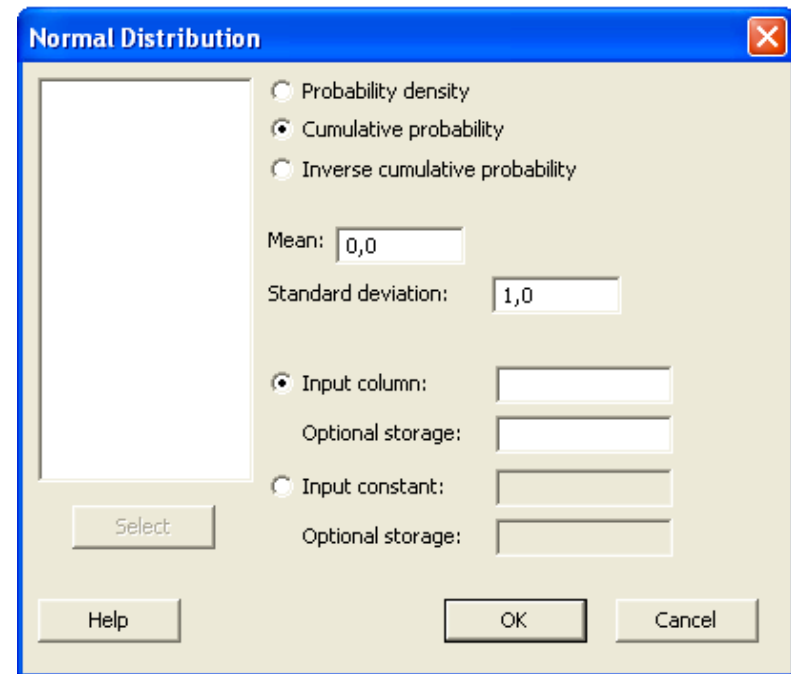 Normal Distribution
Probability density
Cumulative probability
Inverse cumulative probability
Mean: 0,0
Standard deviation: 1,0
Input column:
Optional storage:
Input constant:
Optional storage:
Select
Help OK Cancel